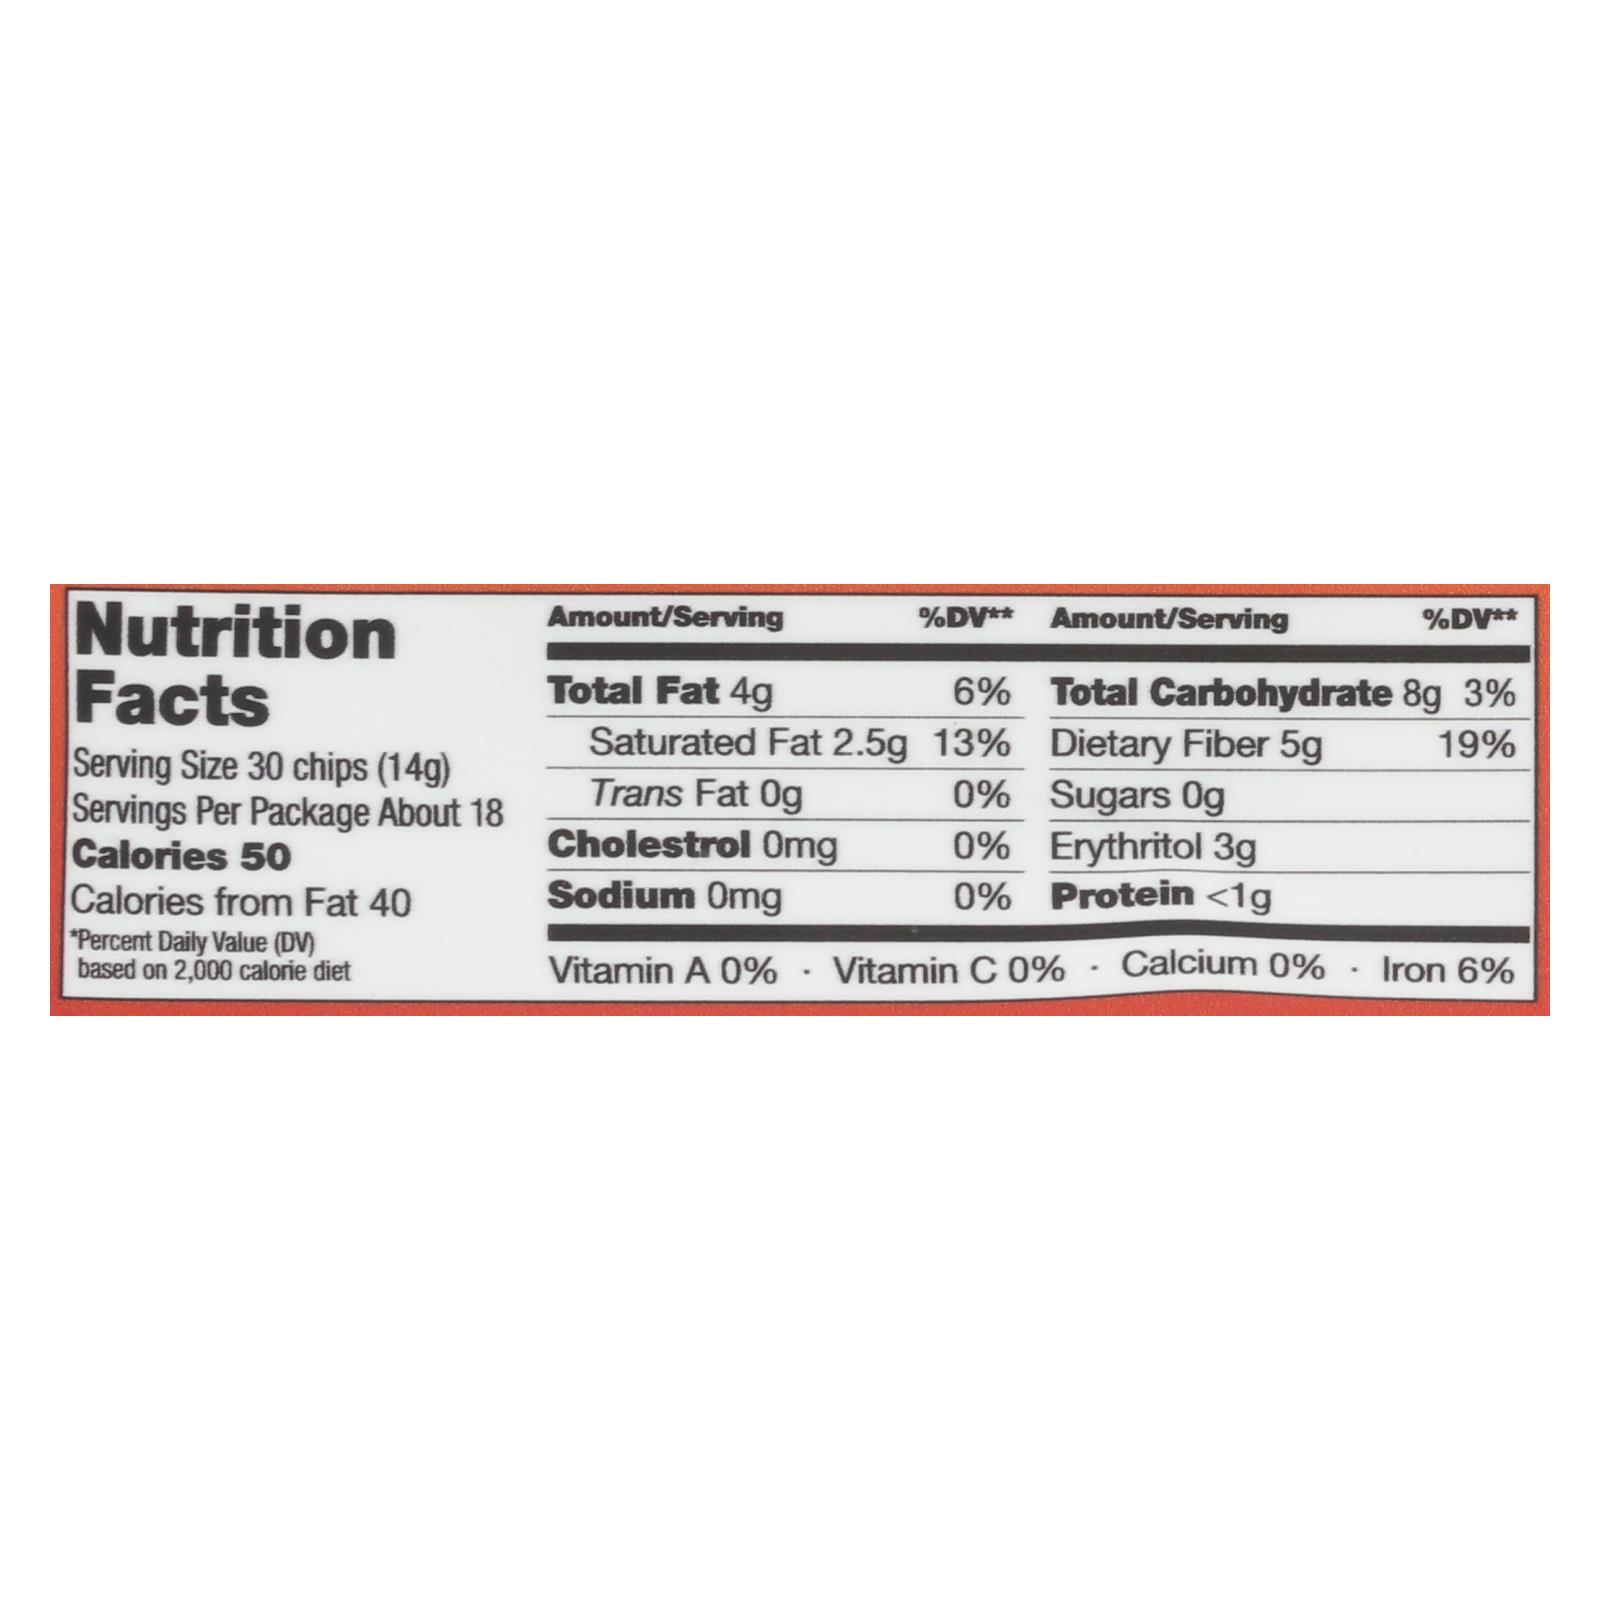 Nutrition
Facts
Serving Size 30 chips (14g)
Servings Per Package About 18
Calories 50
Calories from Fat 40
*Percent Daily Value (DV)
based on 2,000 calorie diet
Amount/Serving %DV**
Total Fat 4g 6%
Saturated Fat 2.5g 13%
Trans Fat 0g 0%
Cholestrol 0mg 0%
Sodium 0mg 0%
Amount/Serving %DV**
Total Carbohydrate 8g 3%
Dietary Fiber 5g 19%
Sugars 0g
Erythritol 3g
Protein <1g
Vitamin A 0% · Vitamin C 0% · Calcium 0% · Iron 6%